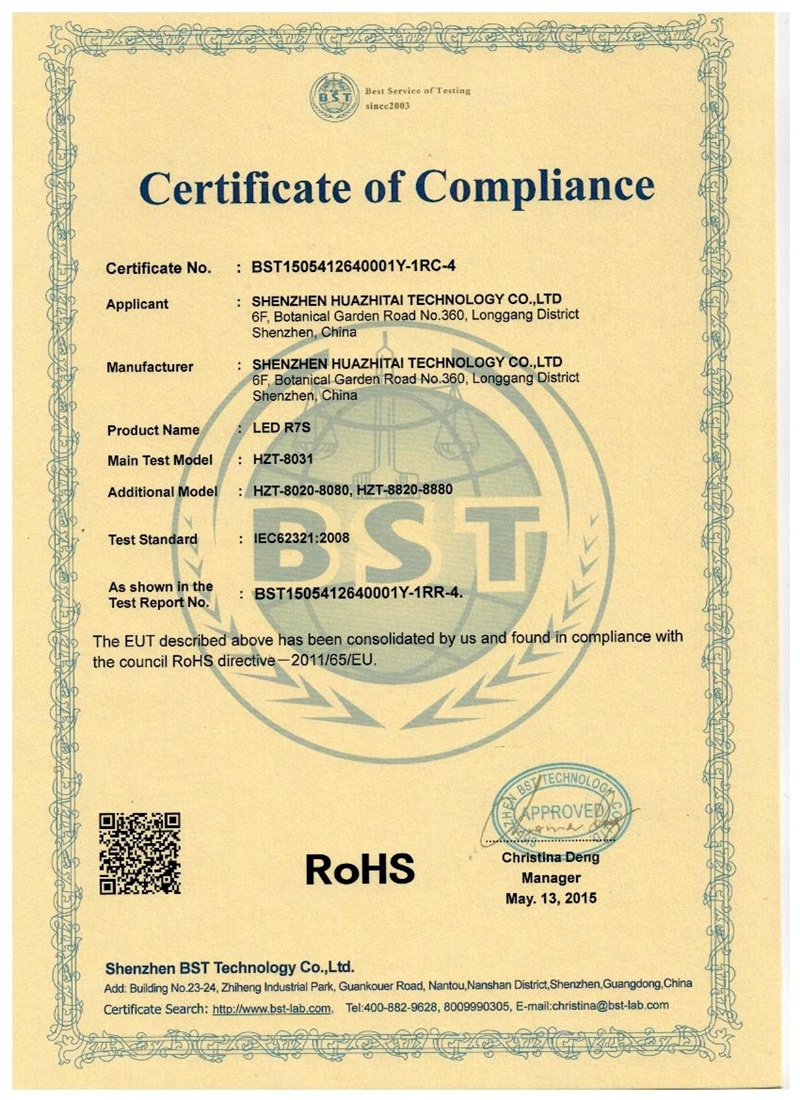 BST
Best Service of Testing
since2003
Certificate of Compliance
Certificate No. : BST1505412640001Y-1RC-4
Applicant : SHENZHEN HUAZHITAI TECHNOLOGY CO.,LTD
6F, Botanical Garden Road No.360, Longgang District
Shenzhen, China
Manufacturer : SHENZHEN HUAZHITAI TECHNOLOGY CO.,LTD
6F, Botanical Garden Road No.360, Longgang District
Shenzhen, China
Product Name : LED R7S
Main Test Model : HZT-8031
Additional Model : HZT-8020-8080, HZT-8820-8880
BST
Test Standard : IEC62321:2008
As shown in the
Test Report No. : BST1505412640001Y-1RR-4.
The EUT described above has been consolidated by us and found in compliance with
the council RoHS directive－2011/65/EU.
SHENZHEN BST TECHNOLOGY
APPROVED
RoHS
Christina Deng
Manager
May. 13, 2015
Shenzhen BST Technology Co.,Ltd.
Add: Building No.23-24, Zhiheng Industrial Park, Guankouer Road, Nantou,Nanshan District,Shenzhen,Guangdong,China
Certificate Search: http://www.bst-lab.com, Tel:400-882-9628, 8009990305, E-mail:christina@bst-lab.com